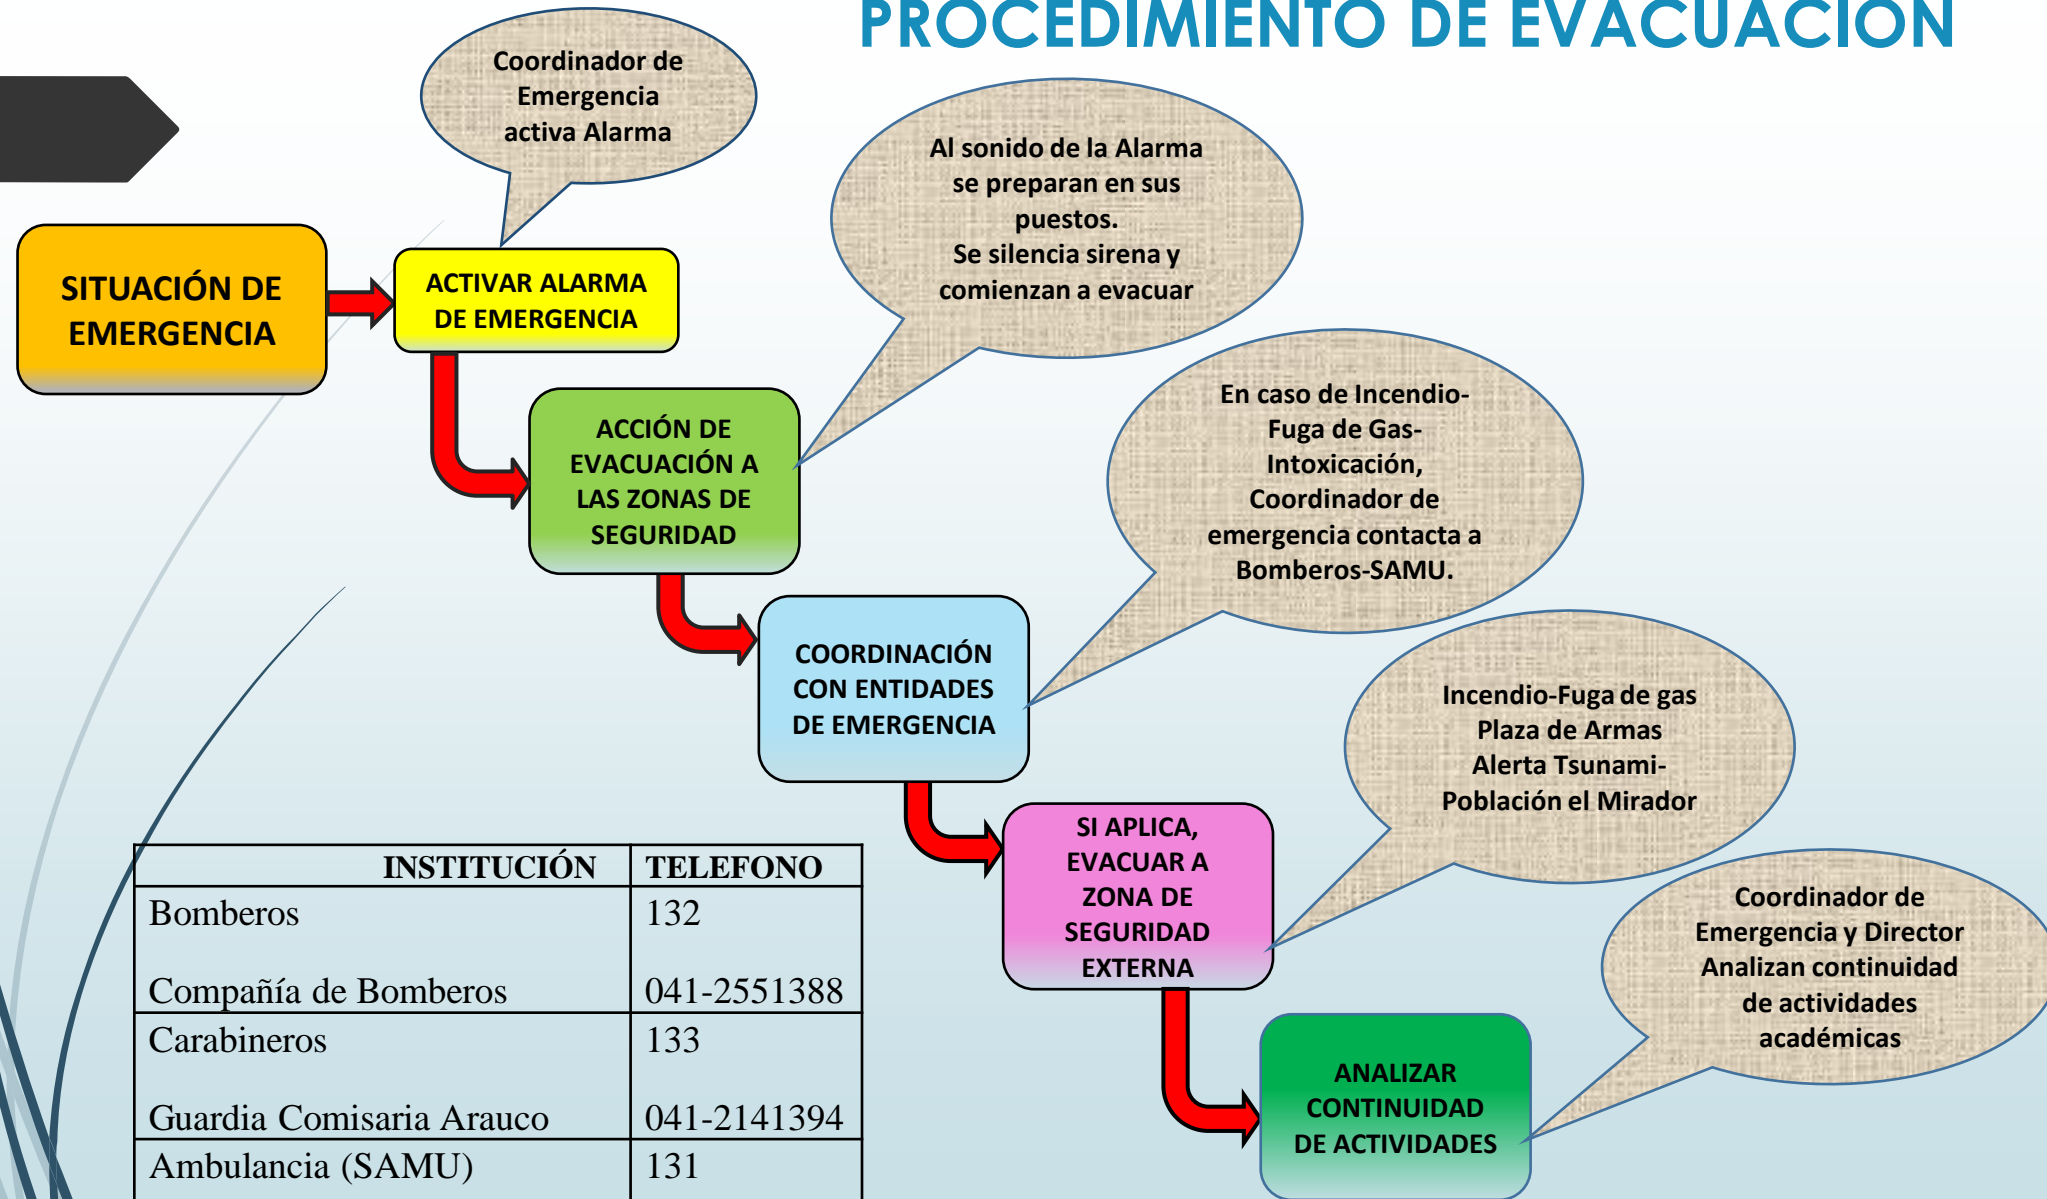 PROCEDIMIENTO DE EVACUACIÓN
Coordinador de
Emergencia
activa Alarma
Al sonido de la Alarma
se preparan en sus
puestos.
Se silencia sirena y
comienzan a evacuar
SITUACIÓN DE
EMERGENCIA
ACTIVAR ALARMA
DE EMERGENCIA
En caso de Incendio-
Fuga de Gas-
Intoxicación,
Coordinador de
emergencia contacta a
Bomberos-SAMU.
ACCIÓN DE
EVACUACIÓN A
LAS ZONAS DE
SEGURIDAD
COORDINACIÓN
CON ENTIDADES
DE EMERGENCIA
Incendio-Fuga de gas
Plaza de Armas
Alerta Tsunami-
Población el Mirador
SI APLICA,
EVACUAR A
ZONA DE
SEGURIDAD
EXTERNA
Coordinador de
Emergencia y Director
Analizan continuidad
de actividades
académicas
ANALIZAR
CONTINUIDAD
DE ACTIVIDADES
INSTITUCIÓN TELEFONO
Bomberos 132
Compañía de Bomberos 041-2551388
Carabineros 133
Guardia Comisaria Arauco 041-2141394
Ambulancia (SAMU) 131